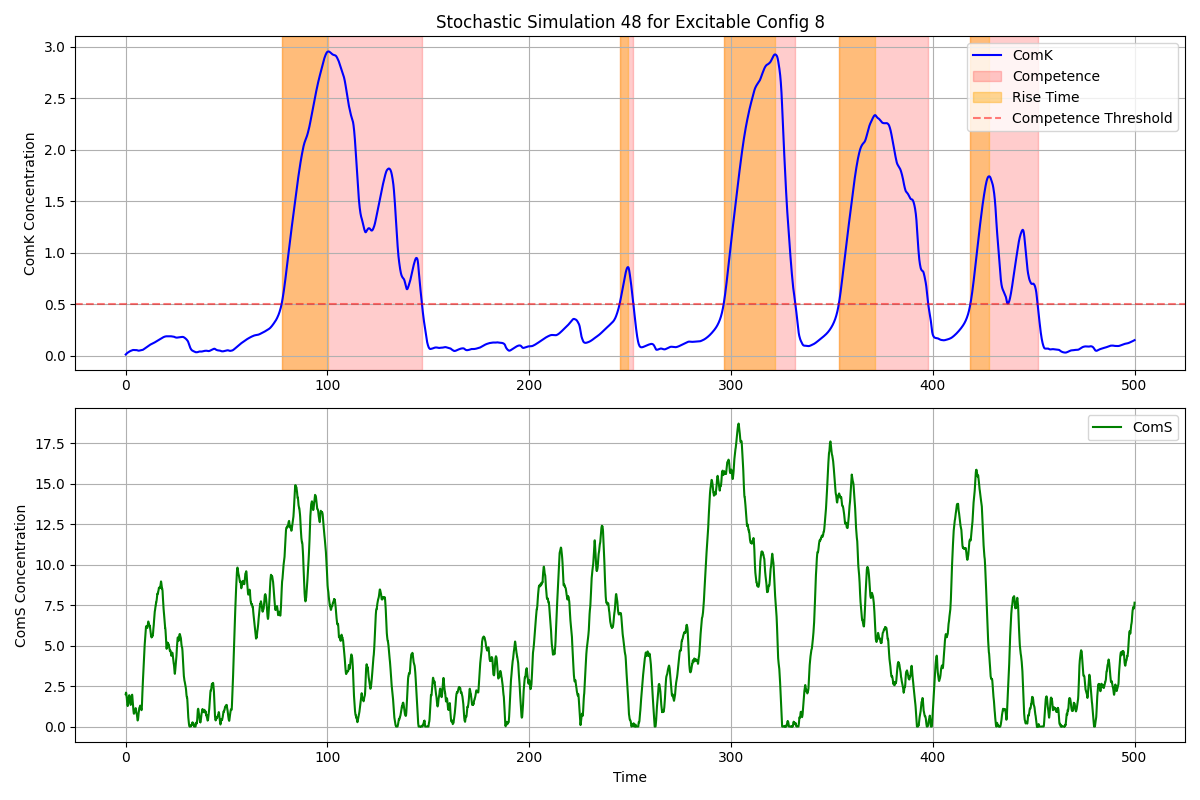 Stochastic Simulation 48 for Excitable Config 8
ComK Concentration
3.0
2.5
2.0
1.5
1.0
0.5
0.0
ComK
Competence
Rise Time
Competence Threshold
0 100 200 300 400 500
ComS Concentration
17.5
15.0
12.5
10.0
7.5
5.0
2.5
0.0
ComS
0 100 200 300 400 500
Time